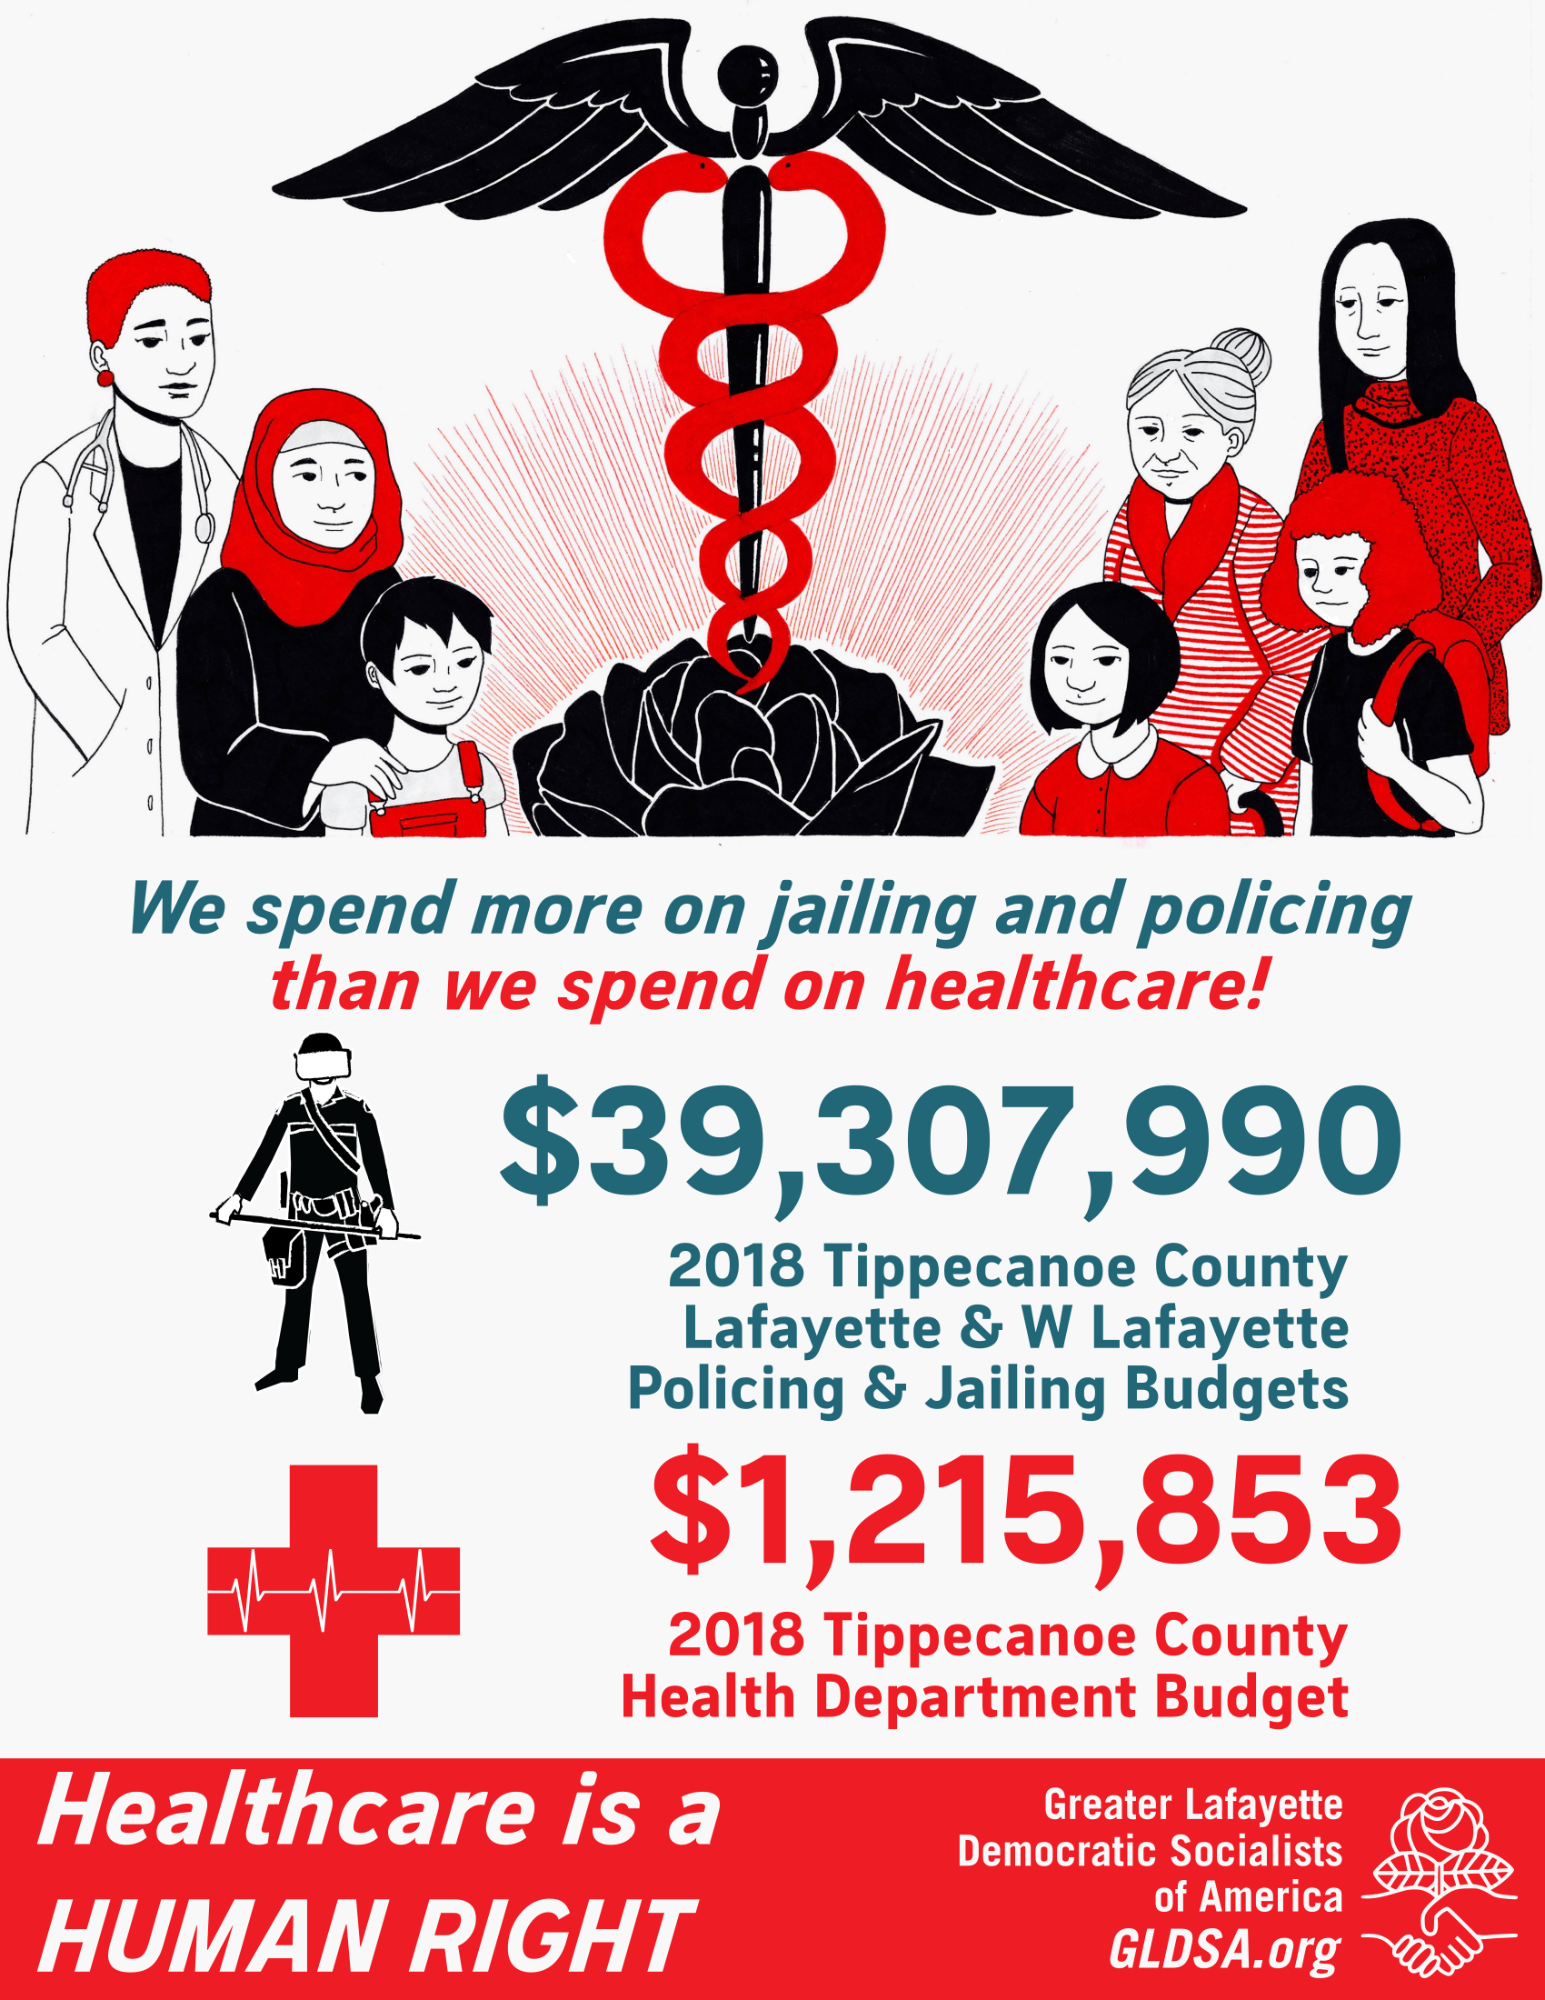 We spend more on jailing and policing
than we spend on healthcare!
$39,307,990
2018 Tippecanoe County
Lafayette & W Lafayette
Policing & Jailing Budgets
$1,215,853
2018 Tippecanoe County
Health Department Budget
Healthcare is a
HUMAN RIGHT
Greater Lafayette
Democratic Socialists
of America
GLDSA.org